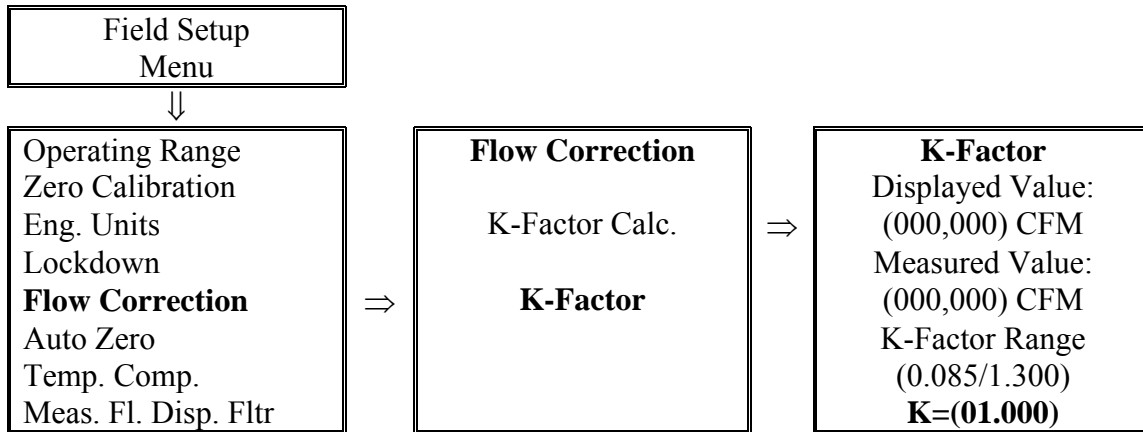 Field Setup
Menu
⇓
Operating Range
Zero Calibration
Eng. Units
Lockdown
Flow Correction
Auto Zero
Temp. Comp.
Meas. Fl. Disp. Fltr
⇒
Flow Correction
K-Factor Calc.
K-Factor
⇒
K-Factor
Displayed Value:
(000,000) CFM
Measured Value:
(000,000) CFM
K-Factor Range
(0.085/1.300)
K=(01.000)